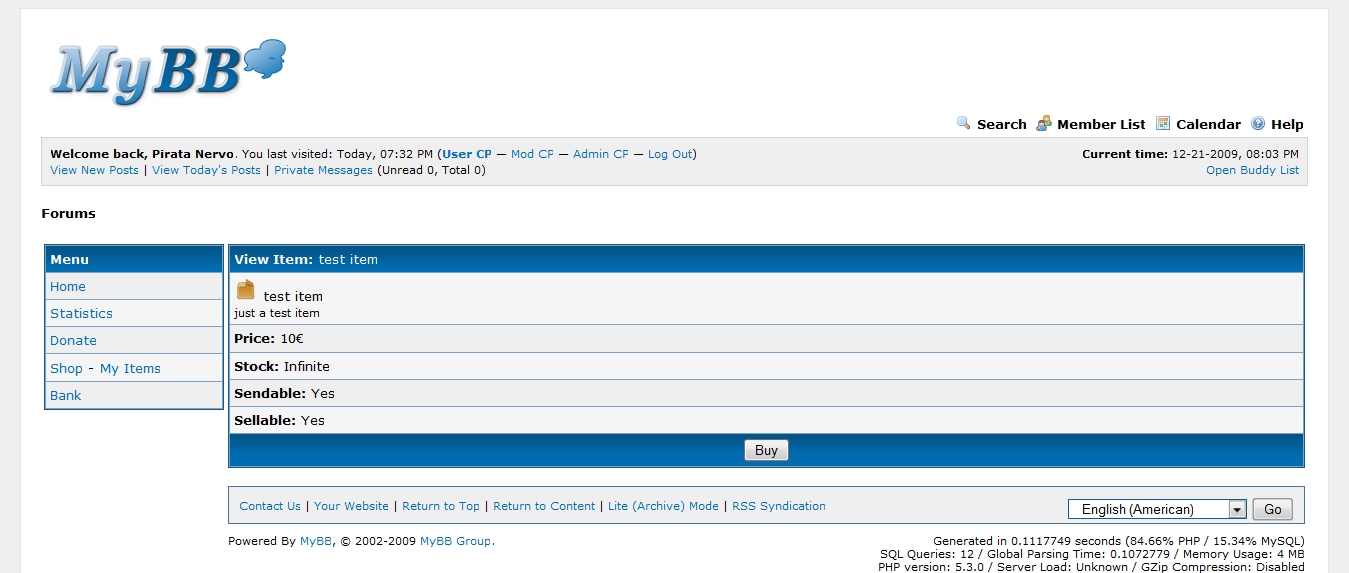 MyBB
Search Member List Calendar Help
Welcome back, Pirata Nervo. You last visited: Today, 07:32 PM (User CP — Mod CP — Admin CP — Log Out)
Current time: 12-21-2009, 08:03 PM
View New Posts | View Today's Posts | Private Messages (Unread 0, Total 0)
Open Buddy List
Forums
Menu
Home
Statistics
Donate
Shop - My Items
Bank
View Item: test item
test item
just a test item
Price: 10€
Stock: Infinite
Sendable: Yes
Sellable: Yes
Buy
Contact Us | Your Website | Return to Top | Return to Content | Lite (Archive) Mode | RSS Syndication
English (American) Go
Powered By MyBB, © 2002-2009 MyBB Group.
Generated in 0.1117749 seconds (84.66% PHP / 15.34% MySQL)
SQL Queries: 12 / Global Parsing Time: 0.1072779 / Memory Usage: 4 MB
PHP version: 5.3.0 / Server Load: Unknown / GZip Compression: Disabled